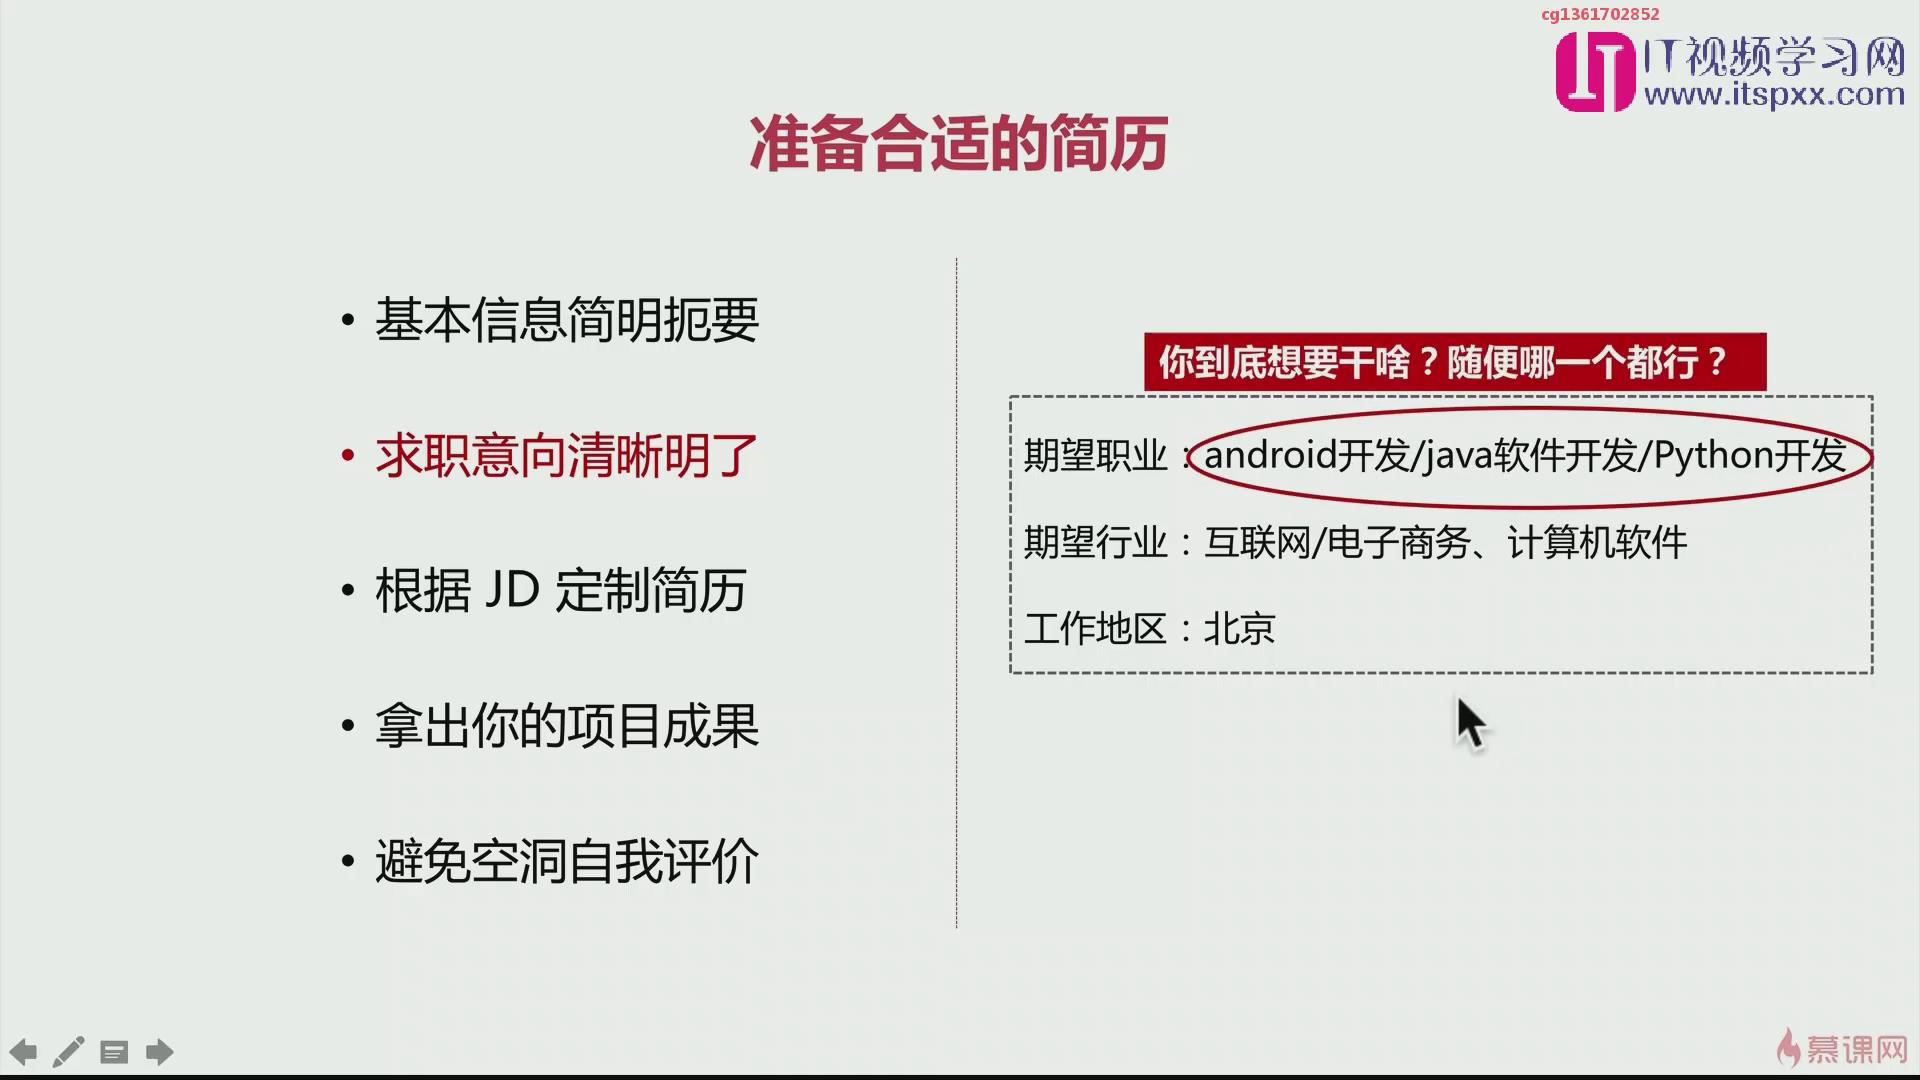 cg1361702852
IT视频学习网
www.itspxx.com
准备合适的简历
• 基本信息简明扼要
• 求职意向清晰明了
• 根据 JD 定制简历
• 拿出你的项目成果
• 避免空洞自我评价
你到底想要干啥？随便哪一个都行？
期望职业：android开发/java软件开发/Python开发
期望行业：互联网/电子商务、计算机软件
工作地区：北京
慕课网